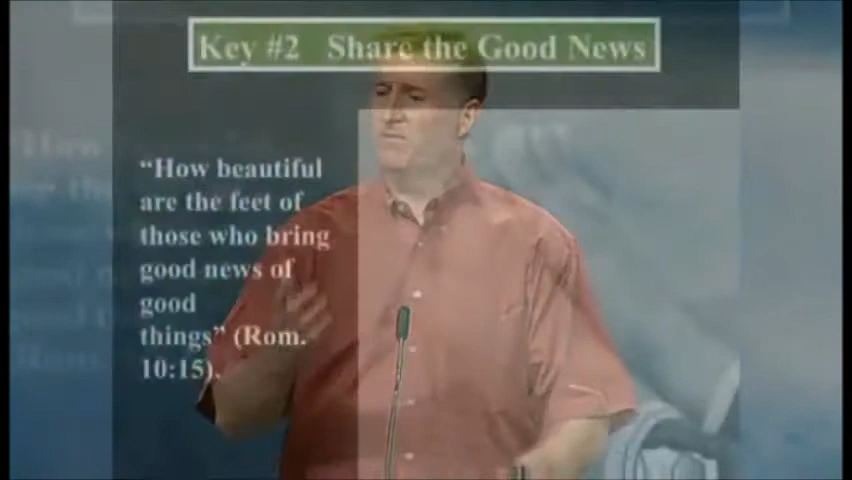 Key #2 Share the Good News
“How beautiful
are the feet of
those who bring
good news of
good
things” (Rom.
10:15).